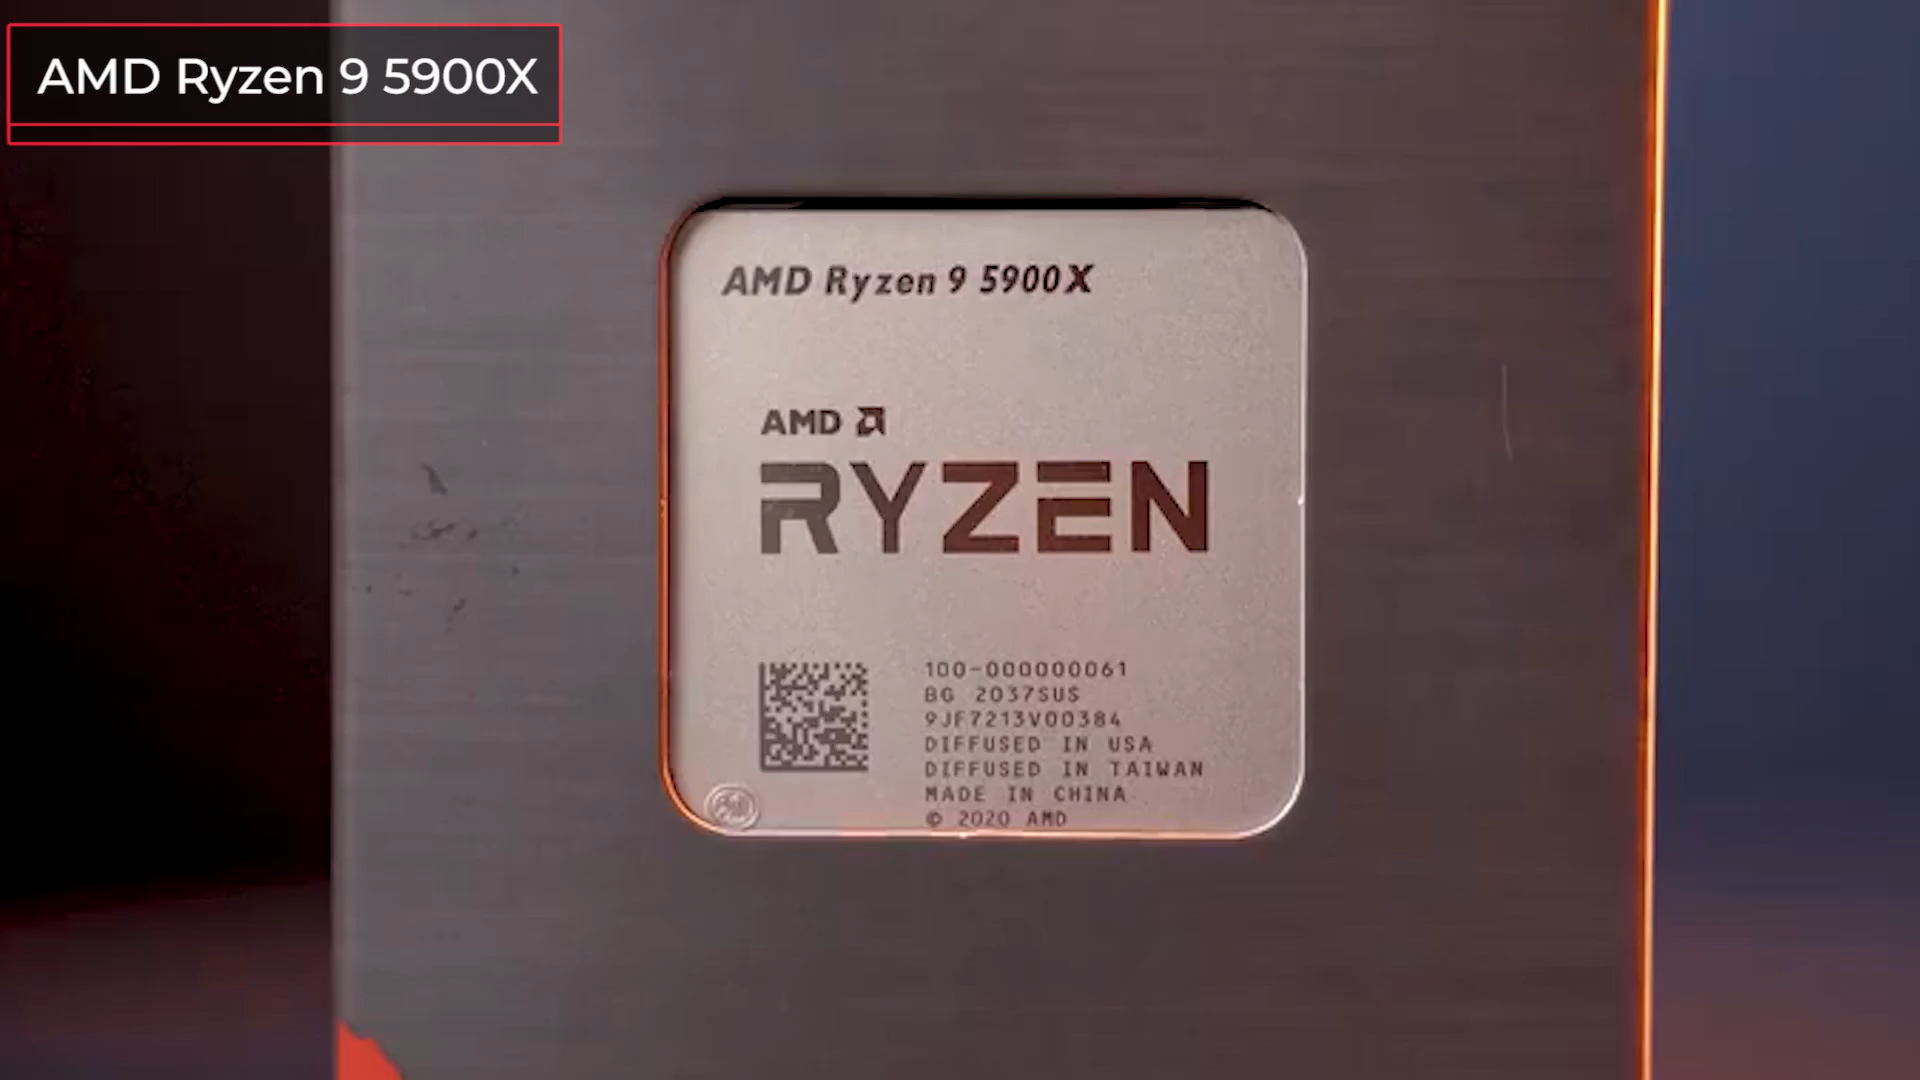 AMD Ryzen 9 5900X
AMD Ryzen 9 5900X
AMD
RYZEN
100-000000061
BG 2037SUS
9JF7213V00384
DIFFUSED IN USA
DIFFUSED IN TAIWAN
MADE IN CHINA
© 2020 AMD